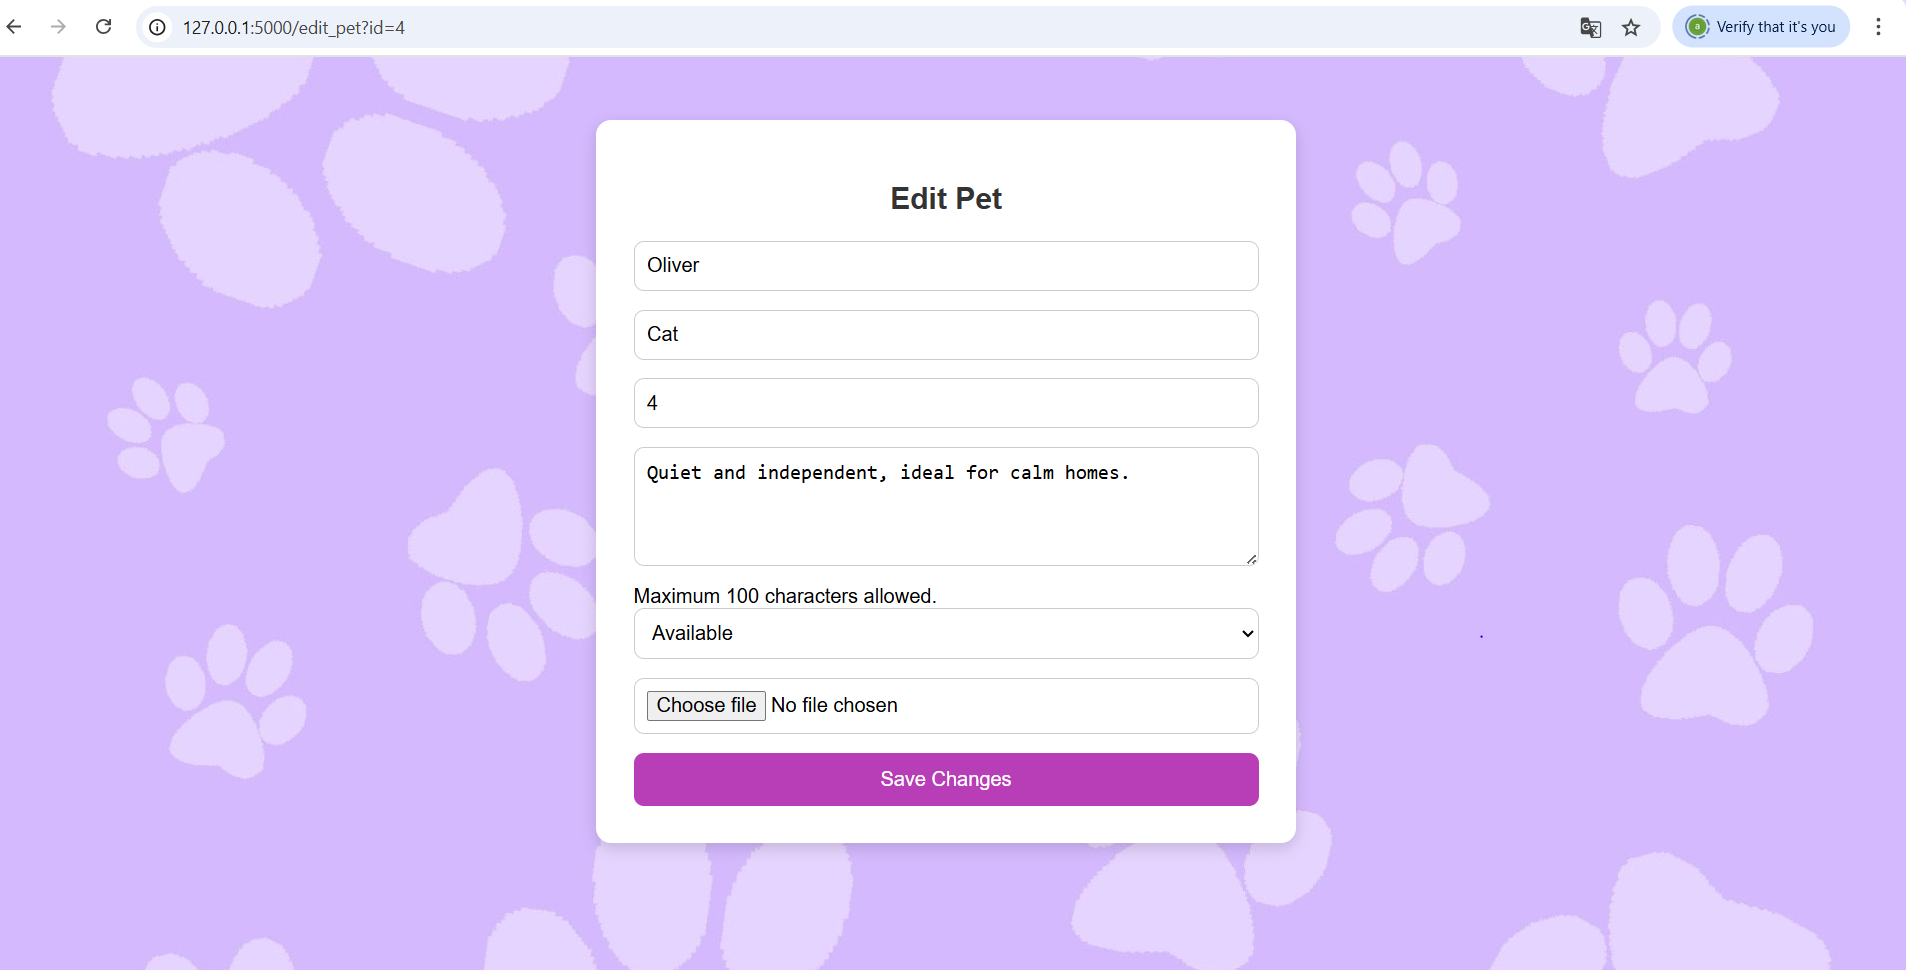 127.0.0.1:5000/edit_pet?id=4
a
Verify that it's you
Edit Pet
Oliver
Cat
4
Quiet and independent, ideal for calm homes.
Maximum 100 characters allowed.
Available
Choose file No file chosen
Save Changes